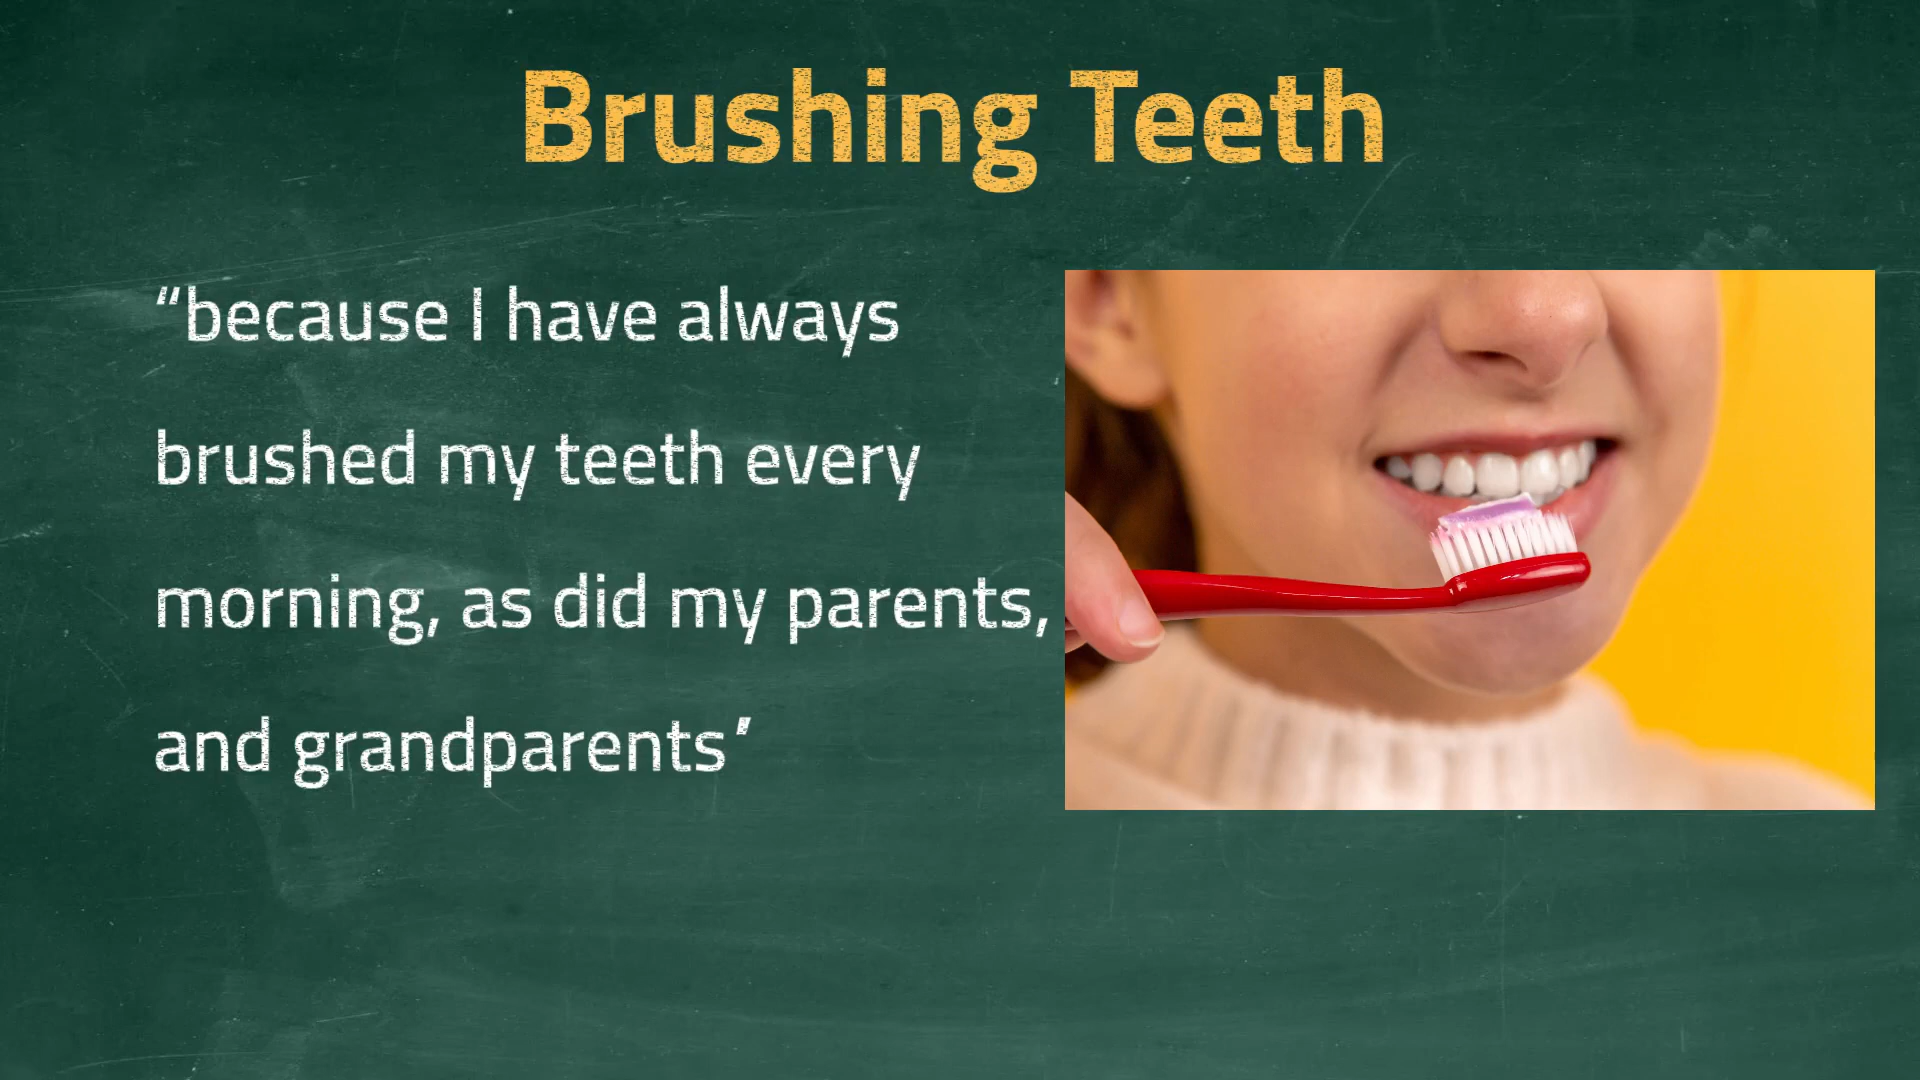 Brushing Teeth
“because I have always
brushed my teeth every
morning, as did my parents,
and grandparents’